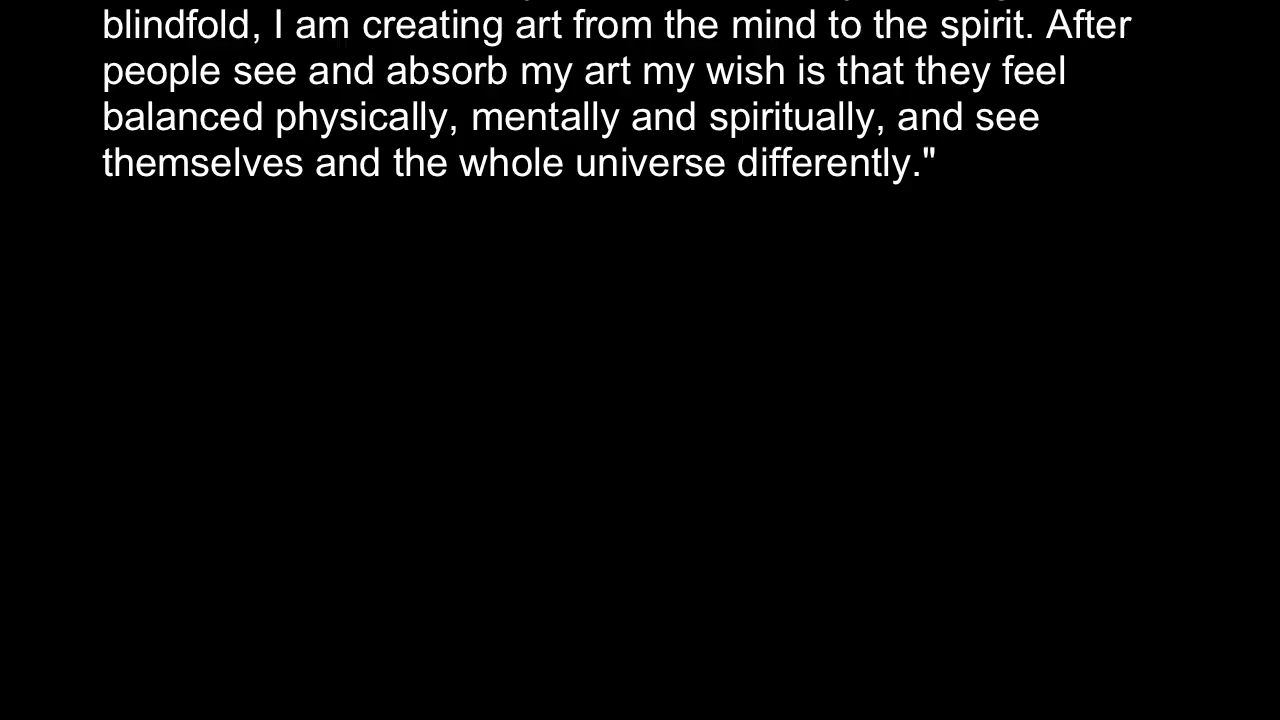 blindfold, I am creating art from the mind to the spirit. After
people see and absorb my art my wish is that they feel
balanced physically, mentally and spiritually, and see
themselves and the whole universe differently."